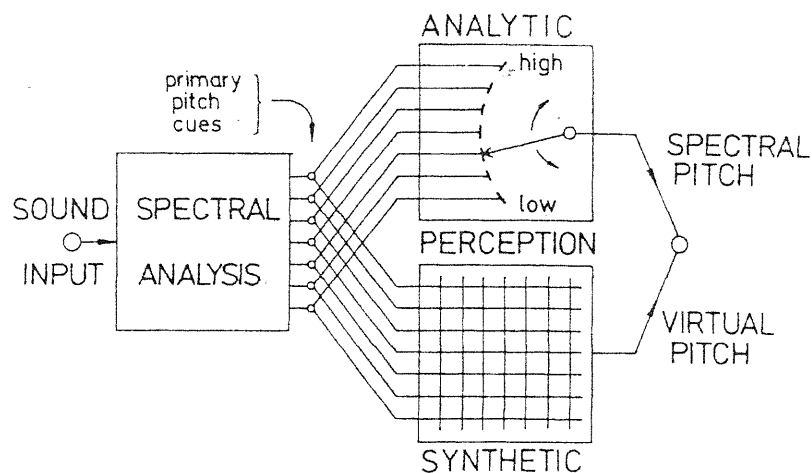 ANALYTIC
primary
pitch
cues
high
low
SOUND
INPUT
SPECTRAL
ANALYSIS
SPECTRAL
PITCH
PERCEPTION
VIRTUAL
PITCH
SYNTHETIC